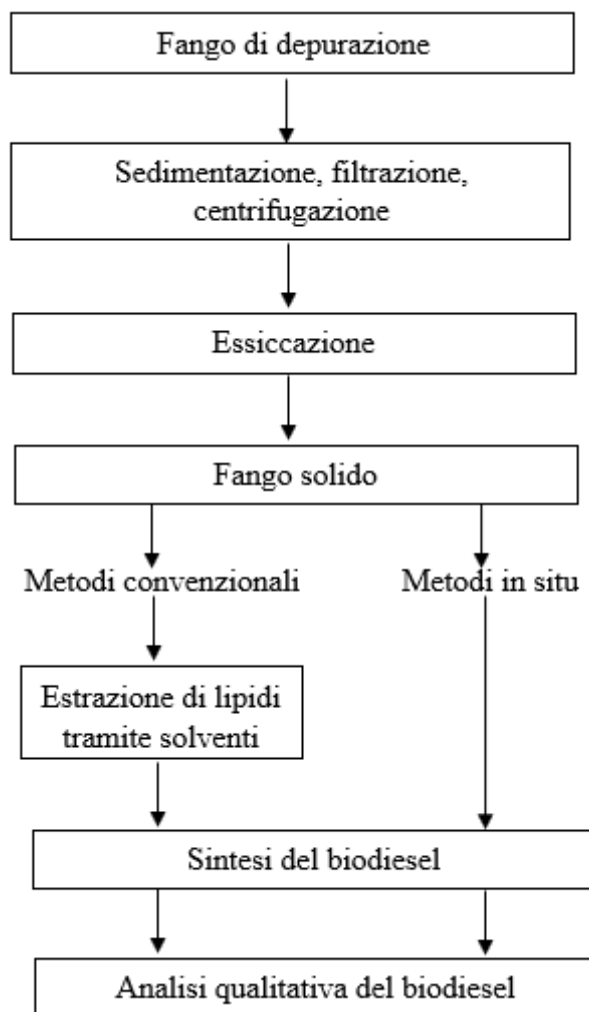 Fango di depurazione
Sedimentazione, filtrazione,
centrifugazione
Essiccazione
Fango solido
Metodi convenzionali
Metodi in situ
Estrazione di lipidi
tramite solventi
Sintesi del biodiesel
Analisi qualitativa del biodiesel